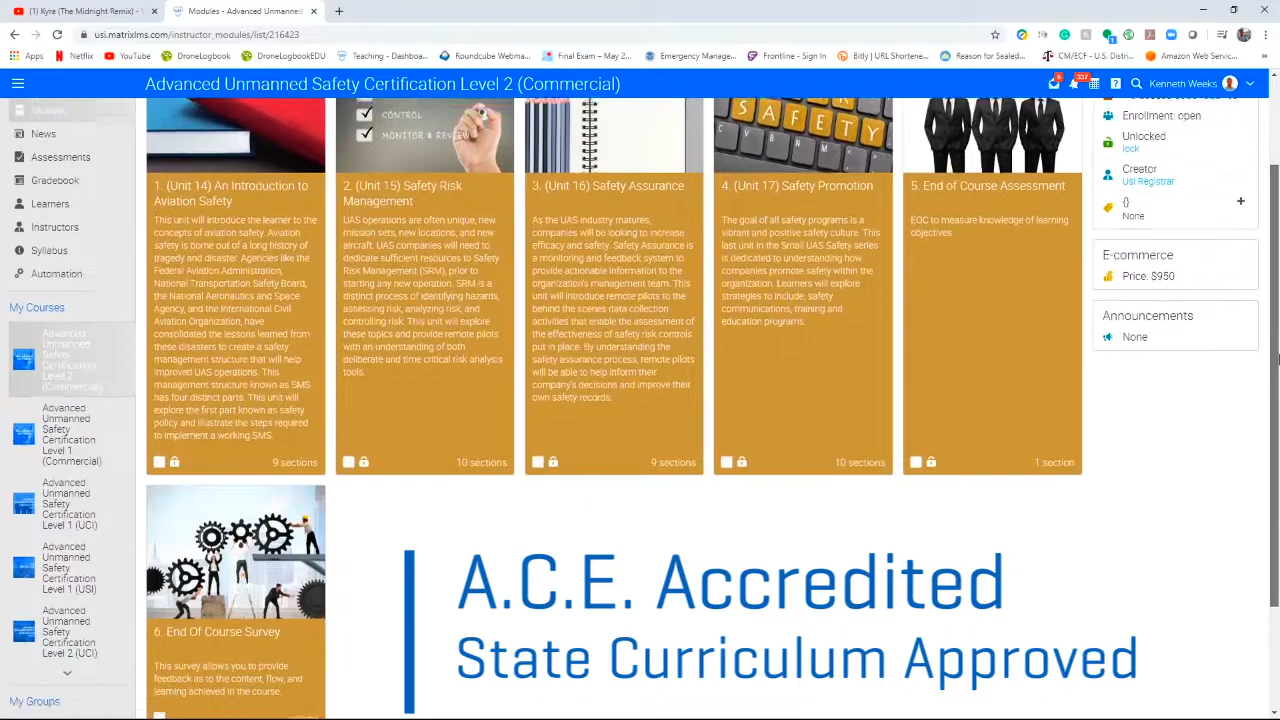 (1) Kyra (The Midnight Remix) -
Modules - Advanced Unmanned
usi.matrixlms.com/instructor_modules/list/216423
Apps
Netflix
YouTube
DroneLogbook
DroneLogbookEDU
Teaching - Dashboa...
Curriculum Webina...
Final Exam — May 2...
Emergency Manage...
Frontline - Sign In
Bitly | URL Shortene...
Reason for Sealed...
CM/ECF - U.S. Distri...
Amazon Web Servic...
Advanced Unmanned Safety Certification Level 2 (Commercial)
5
337
Kenneth Weeks
News
Assessments
Gradebook
Learners
Instructors
Syllabus
Automation
My Courses
Advanced
Unmanned
Safety
Certification
Level 2
(Commercial)
Advanced
Unmanned
Safety
Certification
Level 1
(Commercial)
Advanced
Unmanned
Safety
Certification
Level 1 (UCI)
Advanced
Unmanned
Safety
Certification
Level 1 (USI)
Advanced
Unmanned
Safety
Certification
Level 2 (UCI)
My Groups
1. (Unit 14) An Introduction to
Aviation Safety
This unit will introduce the learner to the
concepts of aviation safety. Aviation
safety is borne out of a long history of
tragedy and disaster. Agencies like the
Federal Aviation Administration,
National Transportation Safety Board,
the National Aeronautics and Space
Agency, and the International Civil
Aviation Organization, have
consolidated the lessons learned from
these disasters to create a safety
management structure that will help
improved UAS operations. This
management structure known as SMS
has four distinct parts. This unit will
explore the first part known as safety
policy and illustrate the steps required
to implement a working SMS.
9 sections
CONTROL
MONITOR & REVIEW
2. (Unit 15) Safety Risk
Management
UAS operations are often unique, new
mission sets, new locations, and new
aircraft. UAS companies will need to
dedicate sufficient resources to Safety
Risk Management (SRM), prior to
starting any new operation. SRM is a
distinct process of identifying hazards,
assessing risk, analyzing risk, and
controlling risk. This unit will explore
these topics and provide remote pilots
with an understanding of both
deliberate and time critical risk analysis
tools.
10 sections
3. (Unit 16) Safety Assurance
As the UAS industry matures,
companies will be looking to increase
efficacy and safety. Safety Assurance is
a monitoring and feedback system to
provide actionable information to the
organization's management team. This
unit will introduce remote pilots to the
behind the scenes data collection
activities that enable the assessment of
the effectiveness of safety risk controls
put in place. By understanding the
safety assurance process, remote pilots
will be able to help inform their
company's decisions and improve their
own safety records.
9 sections
SAFETY
C V B N M
4. (Unit 17) Safety Promotion
The goal of all safety programs is a
vibrant and positive safety culture. This
last unit in the Small UAS Safety series
is dedicated to understanding how
companies promote safety within the
organization. Learners will explore
strategies to include; safety
communications, training and
education programs.
10 sections
5. End of Course Assessment
EOC to measure knowledge of learning
objectives
1 section
6. End Of Course Survey
This survey allows you to provide
feedback as to the content, flow, and
learning achieved in the course.
Enrollment: open
Unlocked
lock
Creator
Usi Registrar
{}
None
+
E-commerce
Price: $950
Announcements
None
A.C.E. Accredited
State Curriculum Approved